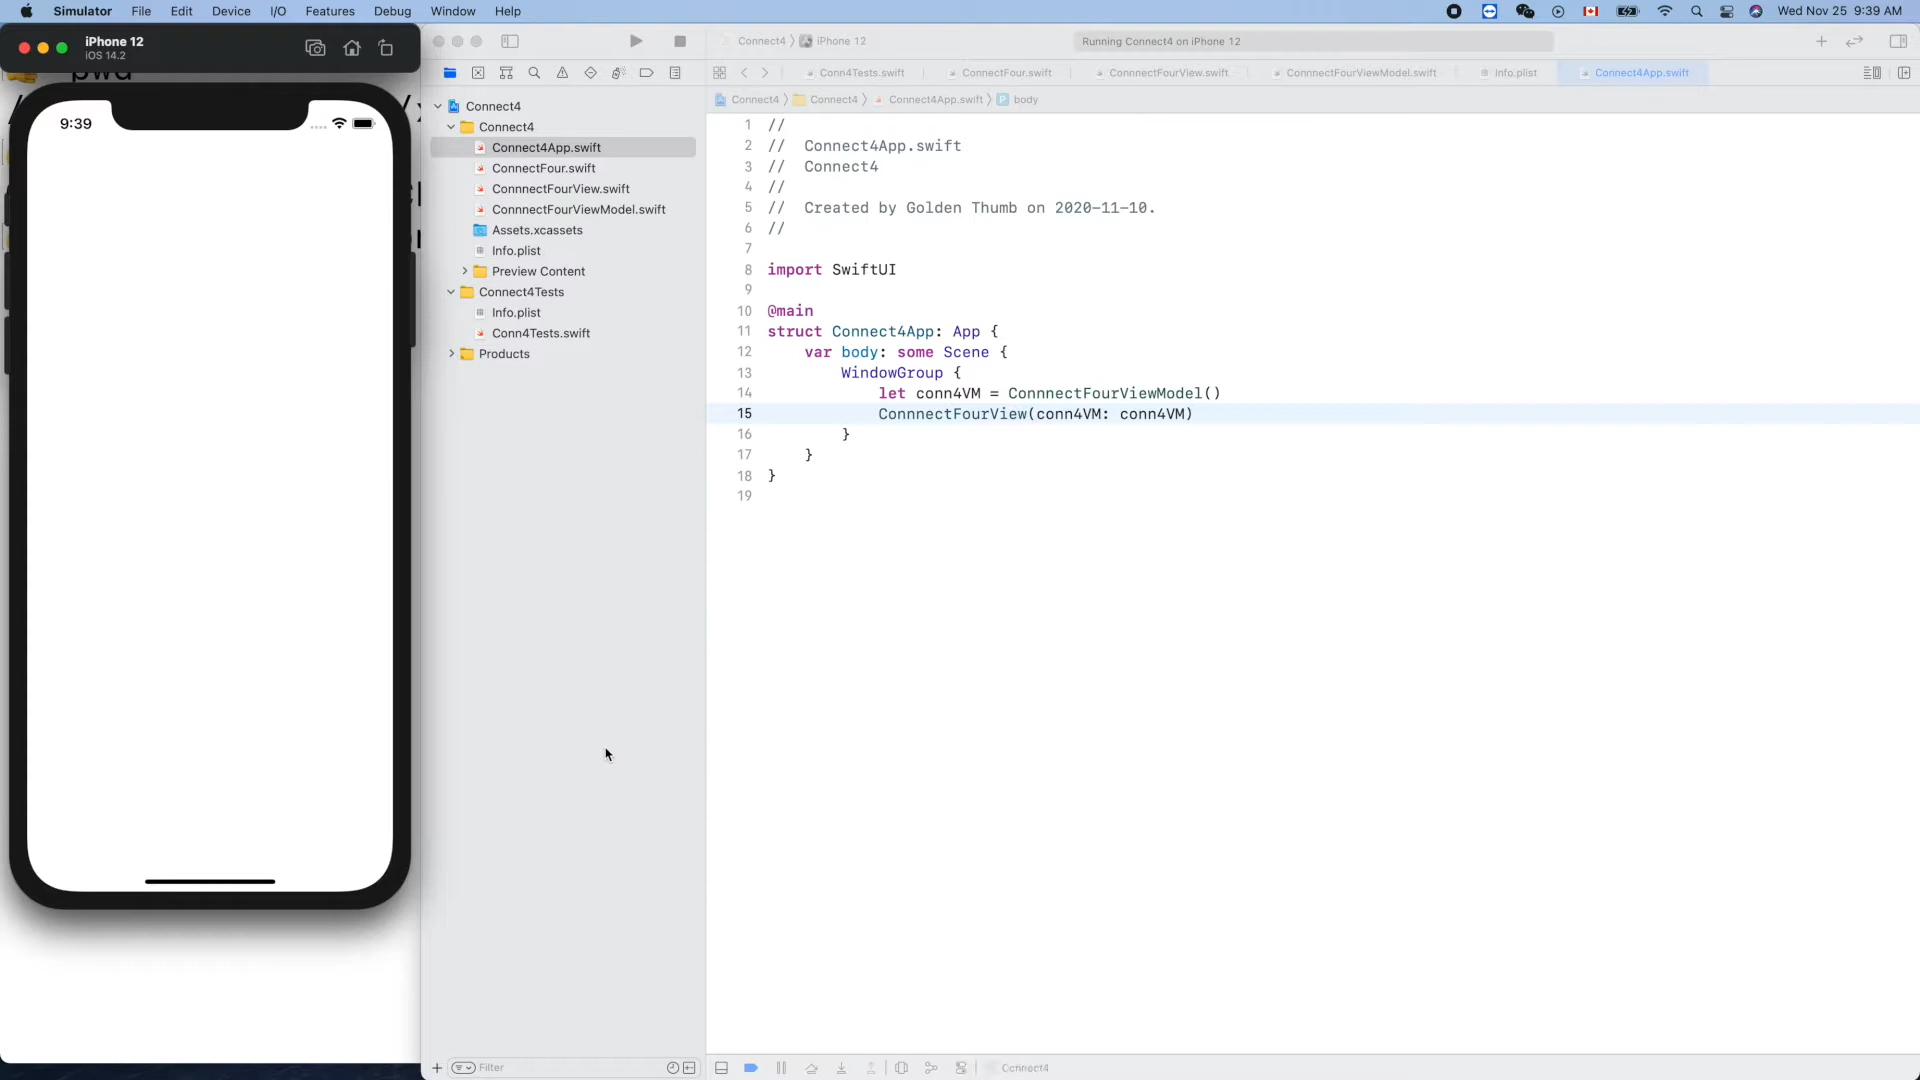 Simulator File Edit Device I/O Features Debug Window Help Wed Nov 25 9:39 AM
iPhone 12
iOS 14.2
pwd
9:39
Connect4 iPhone 12 Running Connect4 on iPhone 12
Conn4Tests.swift ConnectFour.swift ConnnectFourView.swift ConnnectFourViewModel.swift Info.plist Connect4App.swift
Connect4 Connect4 Connect4App.swift P body
Connect4
Connect4
Connect4App.swift
ConnectFour.swift
ConnnectFourView.swift
ConnnectFourViewModel.swift
Assets.xcassets
Info.plist
Preview Content
Connect4Tests
Info.plist
Conn4Tests.swift
Products
1 //
2 // Connect4App.swift
3 // Connect4
4 //
5 // Created by Golden Thumb on 2020-11-10.
6 //
7
8 import SwiftUI
9
10 @main
11 struct Connect4App: App {
12 var body: some Scene {
13 WindowGroup {
14 let conn4VM = ConnnectFourViewModel()
15 ConnnectFourView(conn4VM: conn4VM)
16 }
17 }
18 }
19
Filter
Connect4